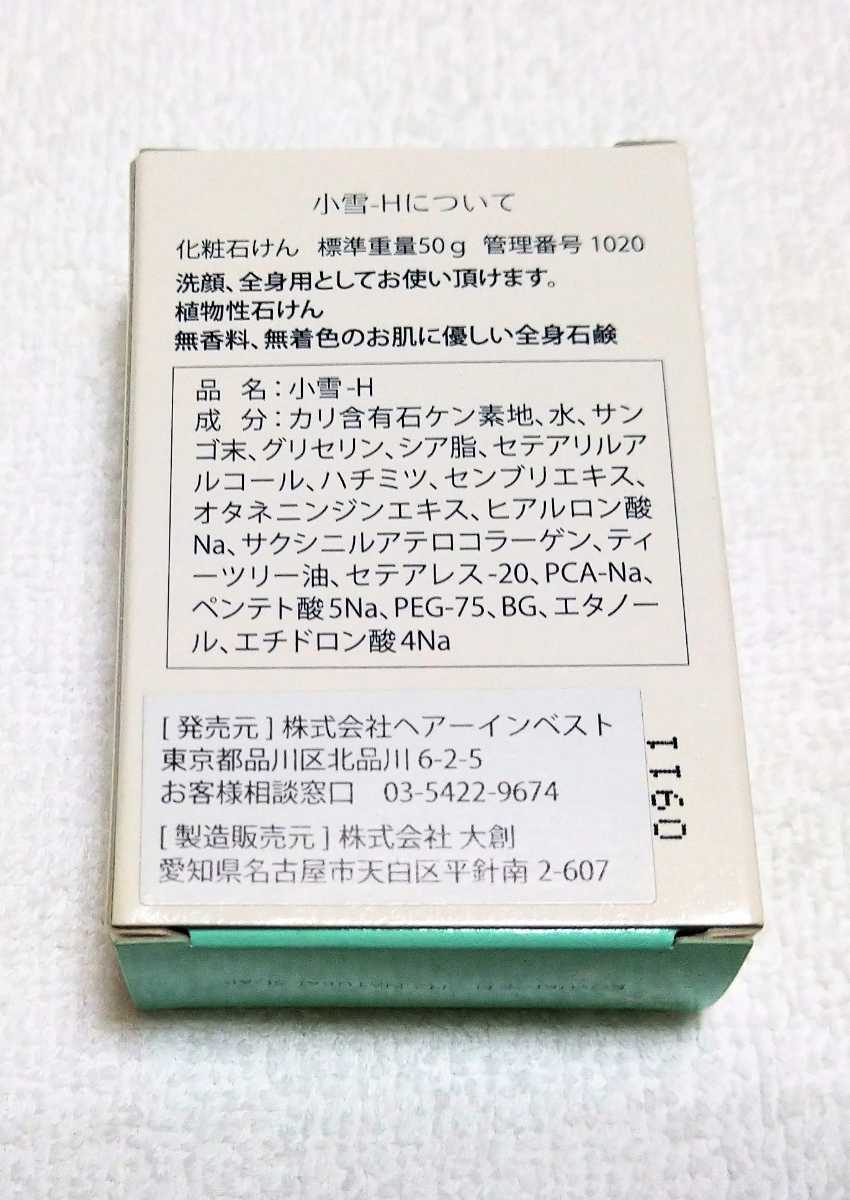 小雪-Hについて
化粧石けん 標準重量50g 管理番号1020
洗顔、全身用としてお使い頂けます。
植物性石けん
無香料、無着色のお肌に優しい全身石鹸
品 名：小雪-H
成 分：カリ含有石ケン素地、水、サン
ゴ末、グリセリン、シア脂、セテアリルア
ルコール、ハチミツ、センブリエキス、
オタネニンジンエキス、ヒアルロン酸
Na、サクシニルアテロコラーゲン、ティ
ーツリー油、セテアレス-20、PCA-Na、
ペンテト酸5Na、PEG-75、BG、エタノー
ル、エチドロン酸4Na
[ 発売元 ] 株式会社ヘアーインベスト
東京都品川区北品川 6-2-5
お客様相談窓口 03-5422-9674
[ 製造販売元 ] 株式会社 大創
愛知県名古屋市天白区平針南 2-607
1160